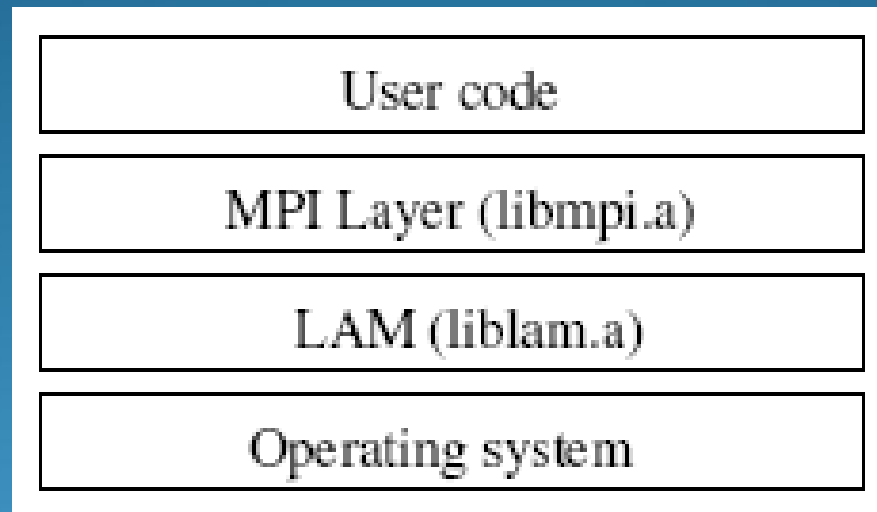 User code
MPI Layer (libmpi.a)
LAM (liblam.a)
Operating system